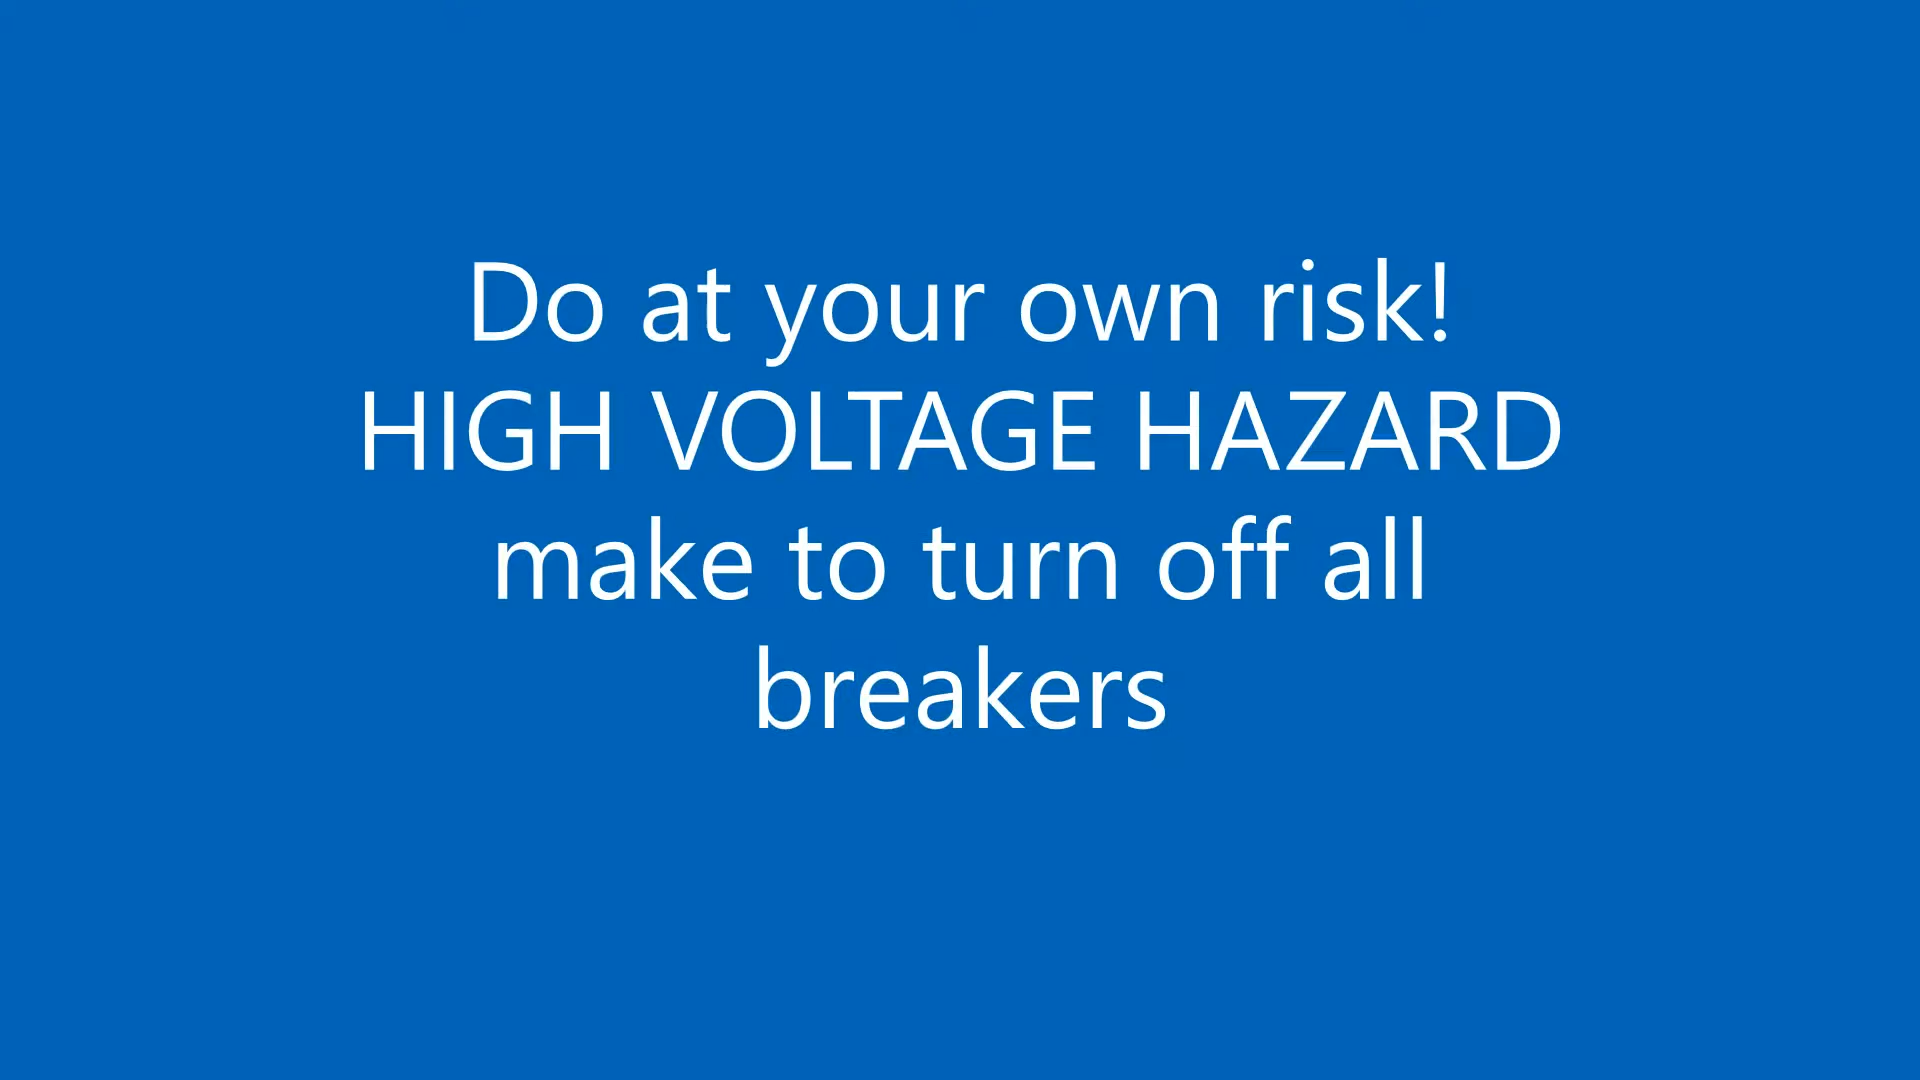 Do at your own risk!
HIGH VOLTAGE HAZARD
make to turn off all
breakers